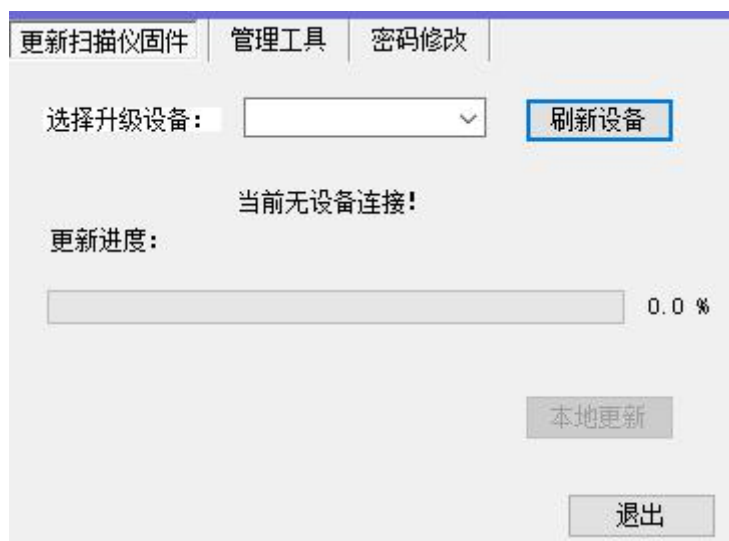 更新扫描仪固件 管理工具 密码修改
选择升级设备: 刷新设备
当前无设备连接!
更新进度:
0.0 %
本地更新
退出